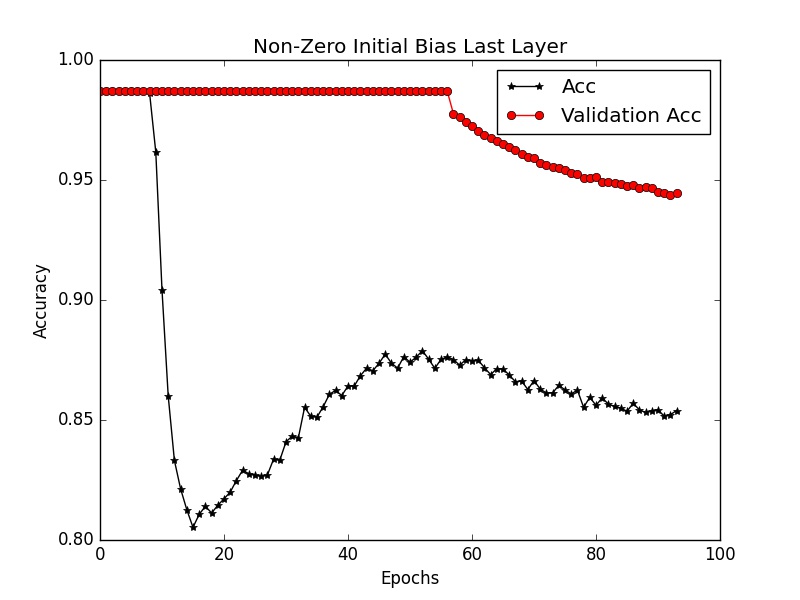 Non-Zero Initial Bias Last Layer
1.00
0.95
0.90
0.85
0.80
Accuracy
Acc
Validation Acc
0
20
40
60
80
100
Epochs